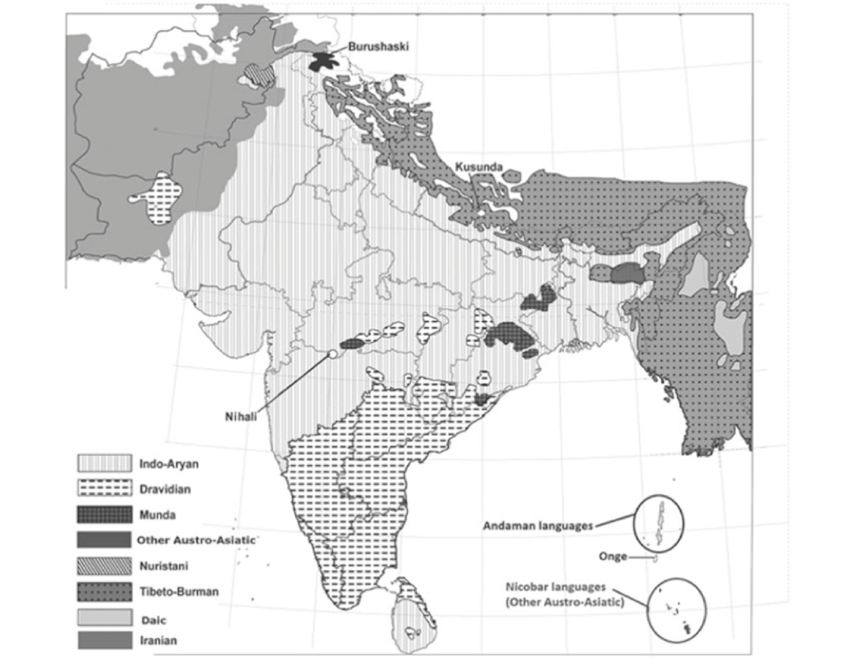 Burushaski
Kusunda
Nihali
Indo-Aryan
Dravidian
Munda
Other Austro-Asiatic
Nuristani
Tibeto-Burman
Daic
Iranian
Andaman languages
Onge
Nicobar languages
(Other Austro-Asiatic)